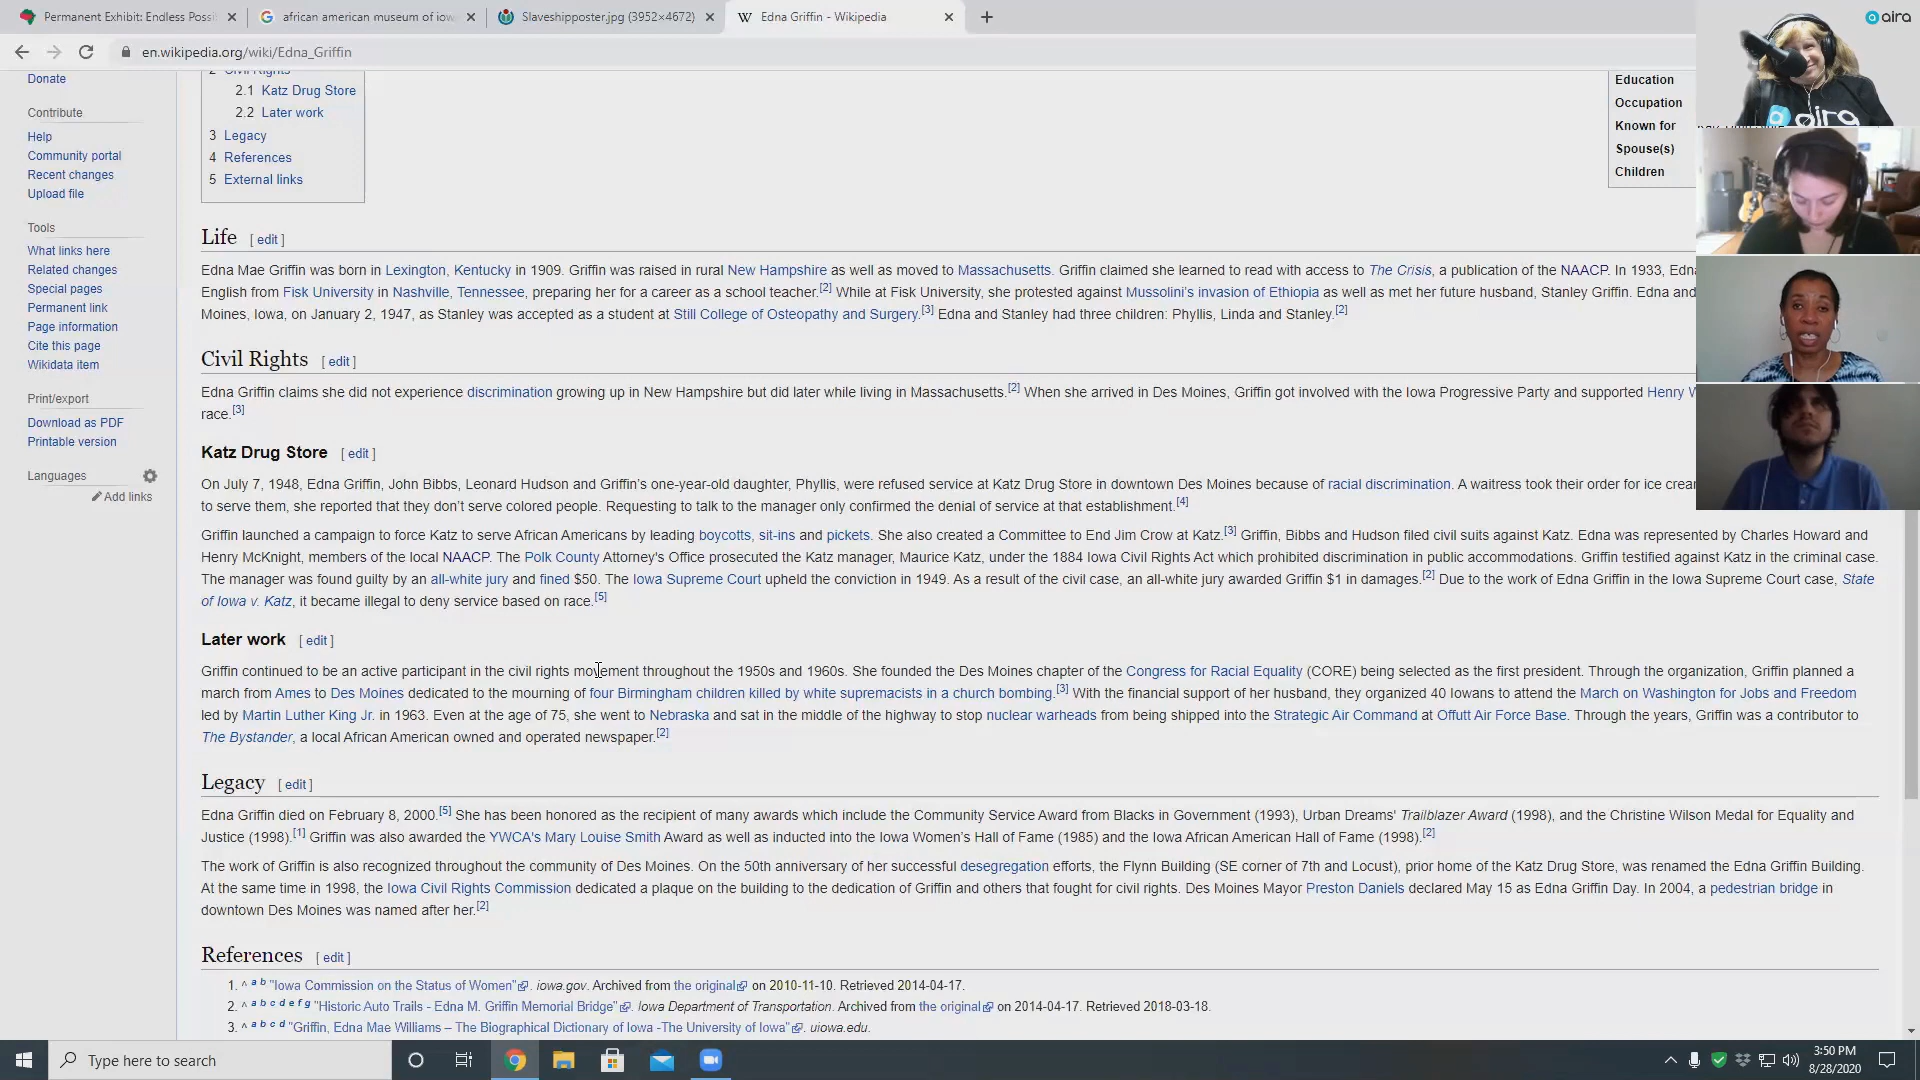 Permanent Exhibit: Endless Possi
african american museum of iow
Slaveshipposter.jpg (3952×4672)
Edna Griffin - Wikipedia
aira
en.wikipedia.org/wiki/Edna_Griffin
Donate
Contribute
Help
Community portal
Recent changes
Upload file
Tools
What links here
Related changes
Special pages
Permanent link
Page information
Cite this page
Wikidata item
Print/export
Download as PDF
Printable version
Languages
Add links
2 Civil Rights
2.1 Katz Drug Store
2.2 Later work
3 Legacy
4 References
5 External links
Education
Occupation
Known for
Spouse(s)
Children
aira
Life [ edit ]
Edna Mae Griffin was born in Lexington, Kentucky in 1909. Griffin was raised in rural New Hampshire as well as moved to Massachusetts. Griffin claimed she learned to read with access to The Crisis, a publication of the NAACP. In 1933, Edna
English from Fisk University in Nashville, Tennessee, preparing her for a career as a school teacher.[2] While at Fisk University, she protested against Mussolini's invasion of Ethiopia as well as met her future husband, Stanley Griffin. Edna and
Moines, Iowa, on January 2, 1947, as Stanley was accepted as a student at Still College of Osteopathy and Surgery.[3] Edna and Stanley had three children: Phyllis, Linda and Stanley.[2]
Civil Rights [ edit ]
Edna Griffin claims she did not experience discrimination growing up in New Hampshire but did later while living in Massachusetts.[2] When she arrived in Des Moines, Griffin got involved with the Iowa Progressive Party and supported Henry W
race.[3]
Katz Drug Store [ edit ]
On July 7, 1948, Edna Griffin, John Bibbs, Leonard Hudson and Griffin's one-year-old daughter, Phyllis, were refused service at Katz Drug Store in downtown Des Moines because of racial discrimination. A waitress took their order for ice crea
to serve them, she reported that they don't serve colored people. Requesting to talk to the manager only confirmed the denial of service at that establishment.[4]
Griffin launched a campaign to force Katz to serve African Americans by leading boycotts, sit-ins and pickets. She also created a Committee to End Jim Crow at Katz.[3] Griffin, Bibbs and Hudson filed civil suits against Katz. Edna was represented by Charles Howard and
Henry McKnight, members of the local NAACP. The Polk County Attorney's Office prosecuted the Katz manager, Maurice Katz, under the 1884 Iowa Civil Rights Act which prohibited discrimination in public accommodations. Griffin testified against Katz in the criminal case.
The manager was found guilty by an all-white jury and fined $50. The Iowa Supreme Court upheld the conviction in 1949. As a result of the civil case, an all-white jury awarded Griffin $1 in damages.[2] Due to the work of Edna Griffin in the Iowa Supreme Court case, State
of Iowa v. Katz, it became illegal to deny service based on race.[5]
Later work [ edit ]
Griffin continued to be an active participant in the civil rights movement throughout the 1950s and 1960s. She founded the Des Moines chapter of the Congress for Racial Equality (CORE) being selected as the first president. Through the organization, Griffin planned a
march from Ames to Des Moines dedicated to the mourning of four Birmingham children killed by white supremacists in a church bombing.[3] With the financial support of her husband, they organized 40 Iowans to attend the March on Washington for Jobs and Freedom
led by Martin Luther King Jr. in 1963. Even at the age of 75, she went to Nebraska and sat in the middle of the highway to stop nuclear warheads from being shipped into the Strategic Air Command at Offutt Air Force Base. Through the years, Griffin was a contributor to
The Bystander, a local African American owned and operated newspaper.[2]
Legacy [ edit ]
Edna Griffin died on February 8, 2000.[5] She has been honored as the recipient of many awards which include the Community Service Award from Blacks in Government (1993), Urban Dreams' Trailblazer Award (1998), and the Christine Wilson Medal for Equality and
Justice (1998).[1] Griffin was also awarded the YWCA's Mary Louise Smith Award as well as inducted into the Iowa Women's Hall of Fame (1985) and the Iowa African American Hall of Fame (1998).[2]
The work of Griffin is also recognized throughout the community of Des Moines. On the 50th anniversary of her successful desegregation efforts, the Flynn Building (SE corner of 7th and Locust), prior home of the Katz Drug Store, was renamed the Edna Griffin Building.
At the same time in 1998, the Iowa Civil Rights Commission dedicated a plaque on the building to the dedication of Griffin and others that fought for civil rights. Des Moines Mayor Preston Daniels declared May 15 as Edna Griffin Day. In 2004, a pedestrian bridge in
downtown Des Moines was named after her.[2]
References [ edit ]
1. ^ a b "Iowa Commission on the Status of Women". iowa.gov. Archived from the original on 2010-11-10. Retrieved 2014-04-17.
2. ^ a b c d e f g "Historic Auto Trails - Edna M. Griffin Memorial Bridge". Iowa Department of Transportation. Archived from the original on 2014-04-17. Retrieved 2018-03-18.
3. ^ a b c d "Griffin, Edna Mae Williams – The Biographical Dictionary of Iowa -The University of Iowa". uiowa.edu.
Type here to search
3:50 PM
8/28/2020